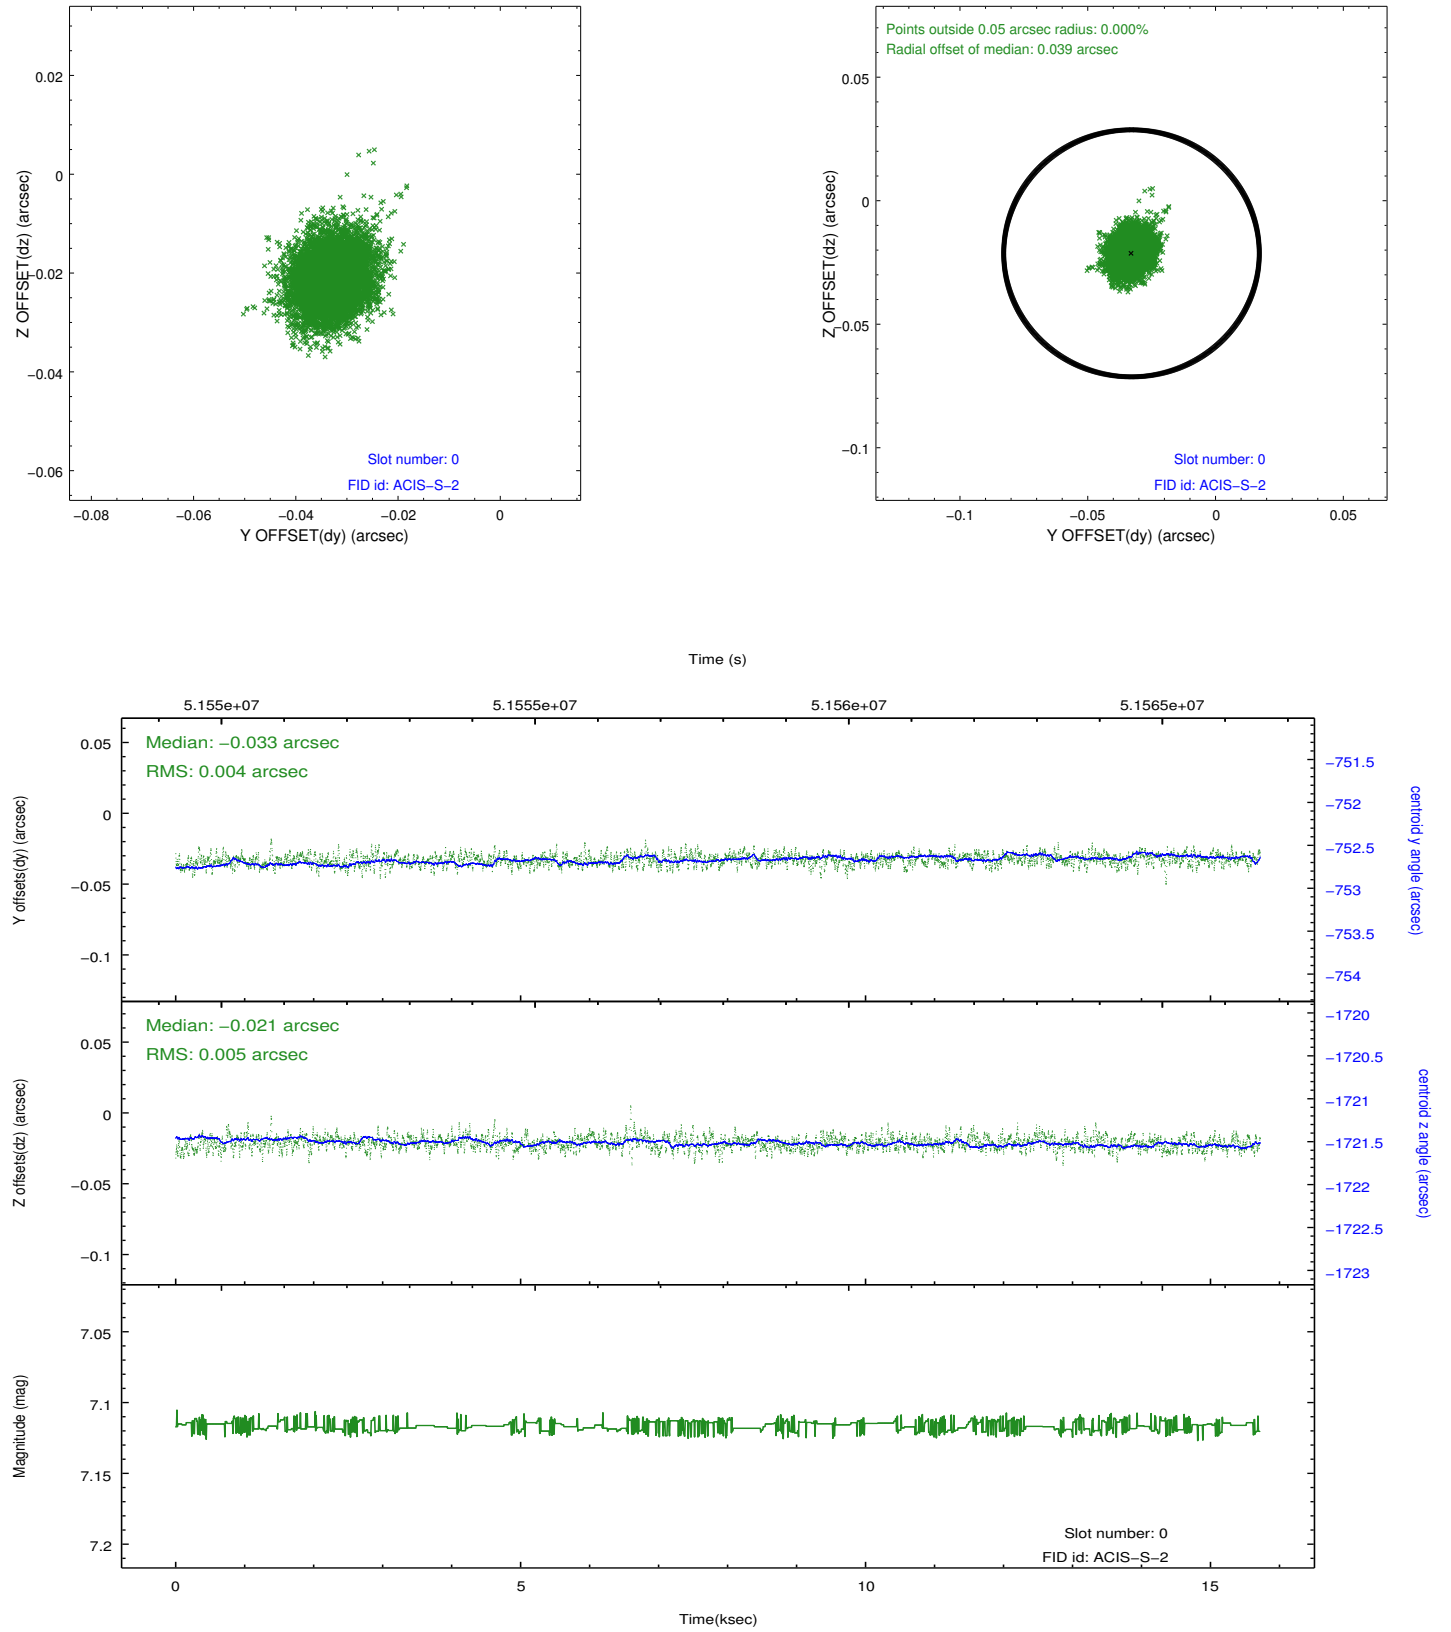 0.02
0
−0.02
−0.04
−0.06
Z OFFSET(dz) (arcsec)
Slot number: 0
FID id: ACIS−S−2
−0.08 −0.06 −0.04 −0.02 0
Y OFFSET(dy) (arcsec)
Points outside 0.05 arcsec radius: 0.000%
Radial offset of median: 0.039 arcsec
0.05
0
−0.05
−0.1
Z OFFSET(dz) (arcsec)
Slot number: 0
FID id: ACIS−S−2
−0.1 −0.05 0 0.05
Y OFFSET(dy) (arcsec)
Time (s)
5.155e+07 5.1555e+07 5.156e+07 5.1565e+07
Median: −0.033 arcsec
RMS: 0.004 arcsec
0.05
0
−0.05
−0.1
Y offsets(dy) (arcsec)
−751.5
−752
−752.5
−753
−753.5
−754
centroid y angle (arcsec)
Median: −0.021 arcsec
RMS: 0.005 arcsec
0.05
0
−0.05
−0.1
Z offsets(dz) (arcsec)
−1720
−1720.5
−1721
−1721.5
−1722
−1722.5
−1723
centroid z angle (arcsec)
7.05
7.1
7.15
7.2
Magnitude (mag)
Slot number: 0
FID id: ACIS−S−2
0 5 10 15
Time(ksec)